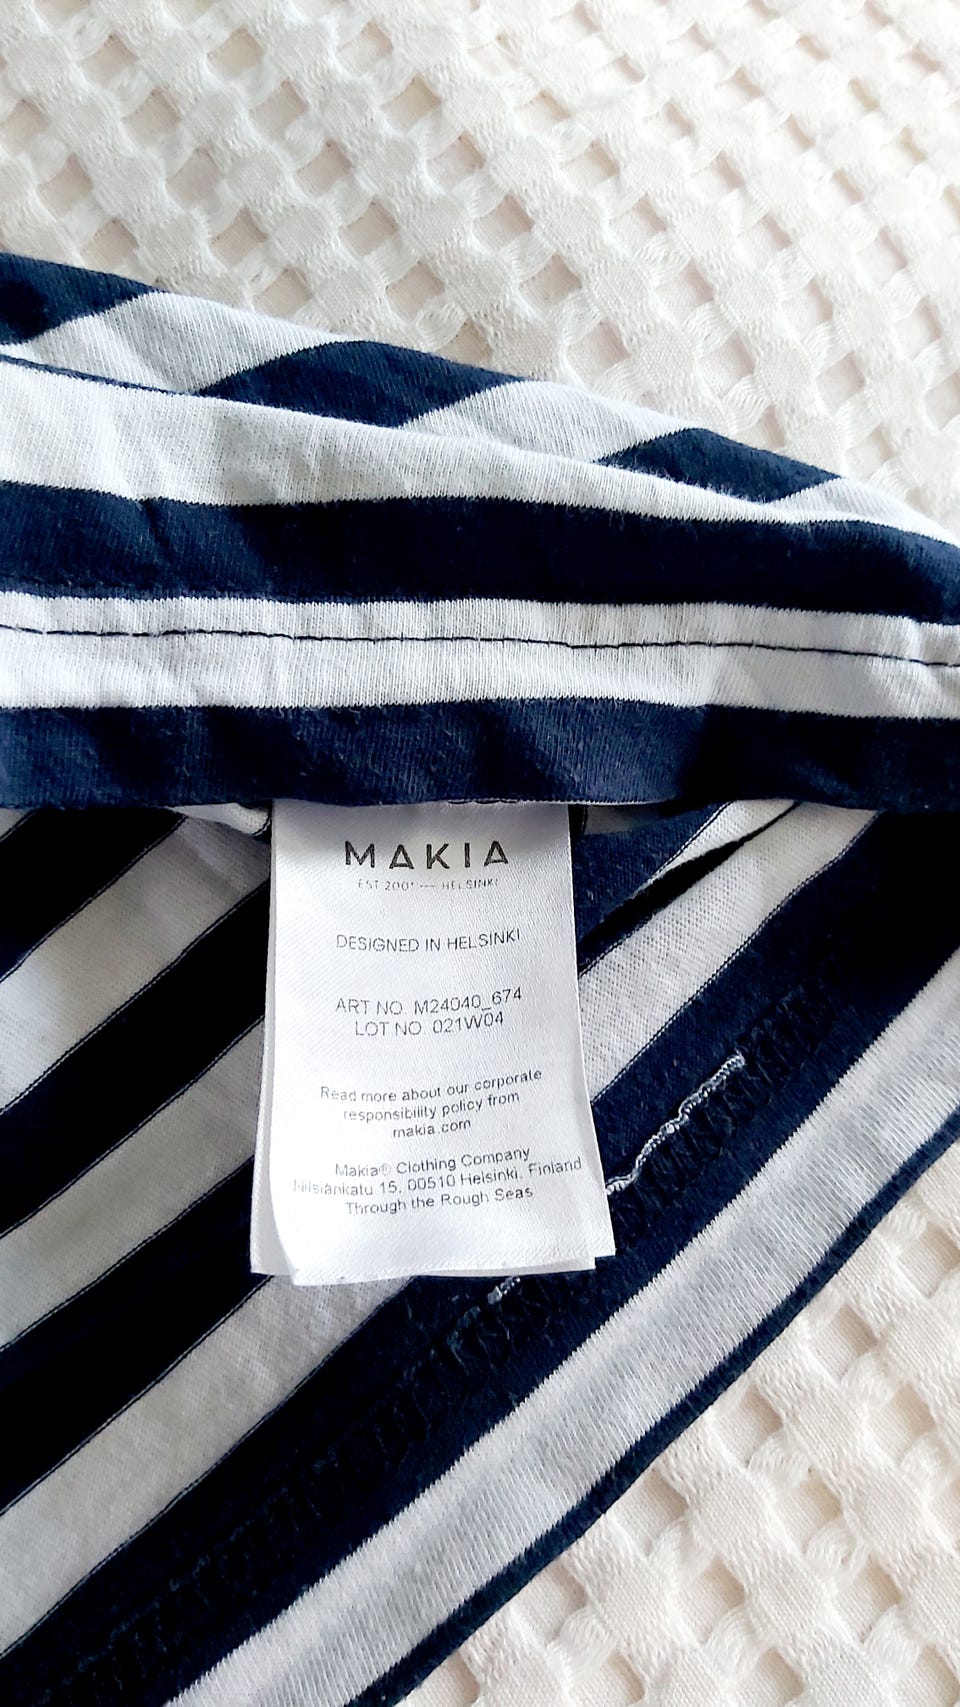 MAKIA
EST 2001 — HELSINKI
DESIGNED IN HELSINKI
ART NO. M24040_674
LOT NO. 021W04
Read more about our corporate
responsibility policy from
makia.com
Makia® Clothing Company
Nilsiänkatu 15, 00510 Helsinki, Finland
Through the Rough Seas